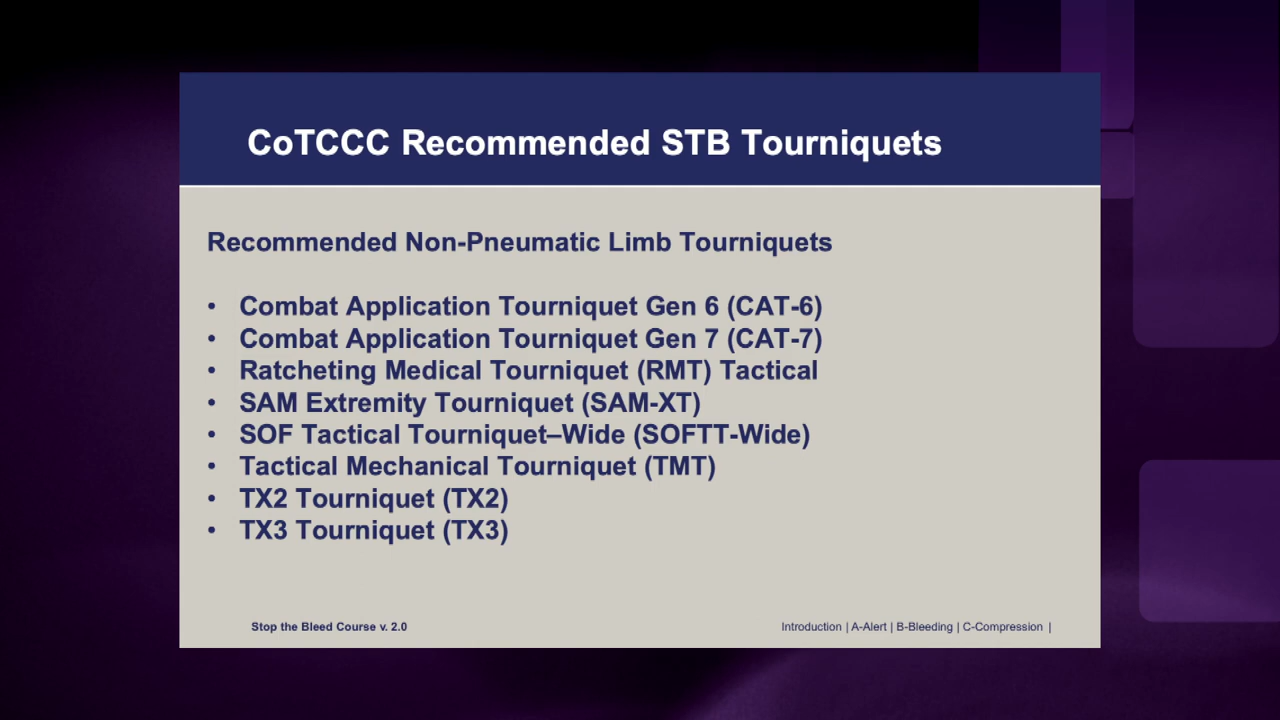 CoTCCC Recommended STB Tourniquets
Recommended Non-Pneumatic Limb Tourniquets
• Combat Application Tourniquet Gen 6 (CAT-6)
• Combat Application Tourniquet Gen 7 (CAT-7)
• Ratcheting Medical Tourniquet (RMT) Tactical
• SAM Extremity Tourniquet (SAM-XT)
• SOF Tactical Tourniquet–Wide (SOFTT-Wide)
• Tactical Mechanical Tourniquet (TMT)
• TX2 Tourniquet (TX2)
• TX3 Tourniquet (TX3)
Stop the Bleed Course v. 2.0
Introduction | A-Alert | B-Bleeding | C-Compression |